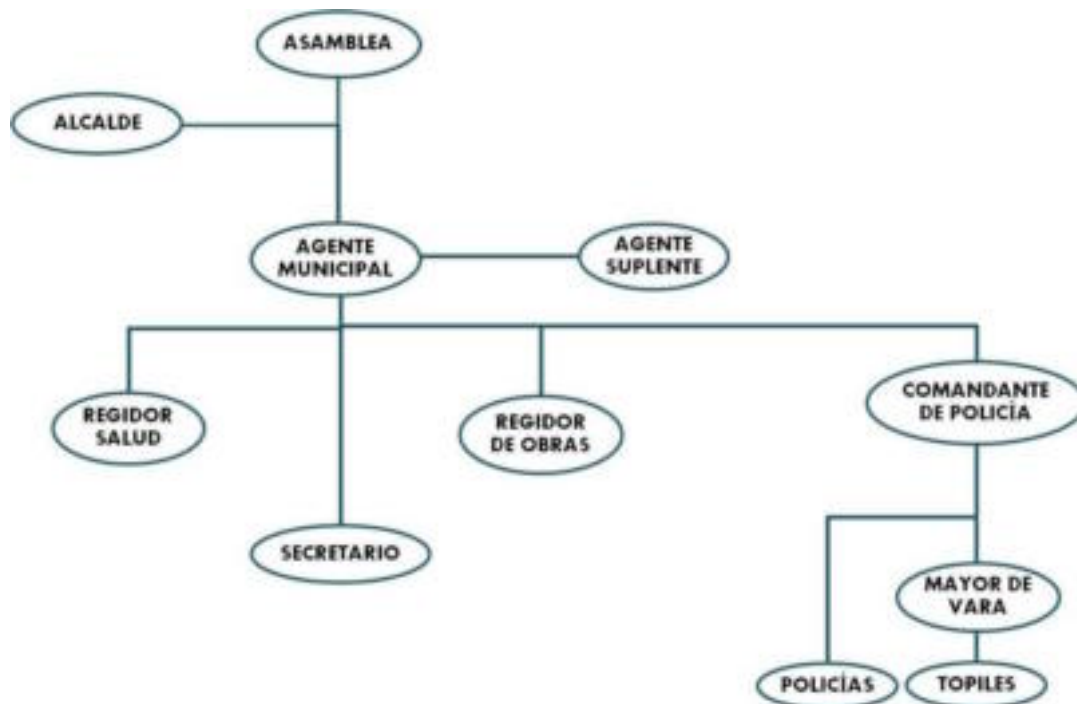 ASAMBLEA
ALCALDE
AGENTE
MUNICIPAL
AGENTE
SUPLENTE
REGIDOR
SALUD
REGIDOR
DE OBRAS
COMANDANTE
DE POLICÍA
SECRETARIO
MAYOR DE
VARA
POLICÍAS
TOPILES